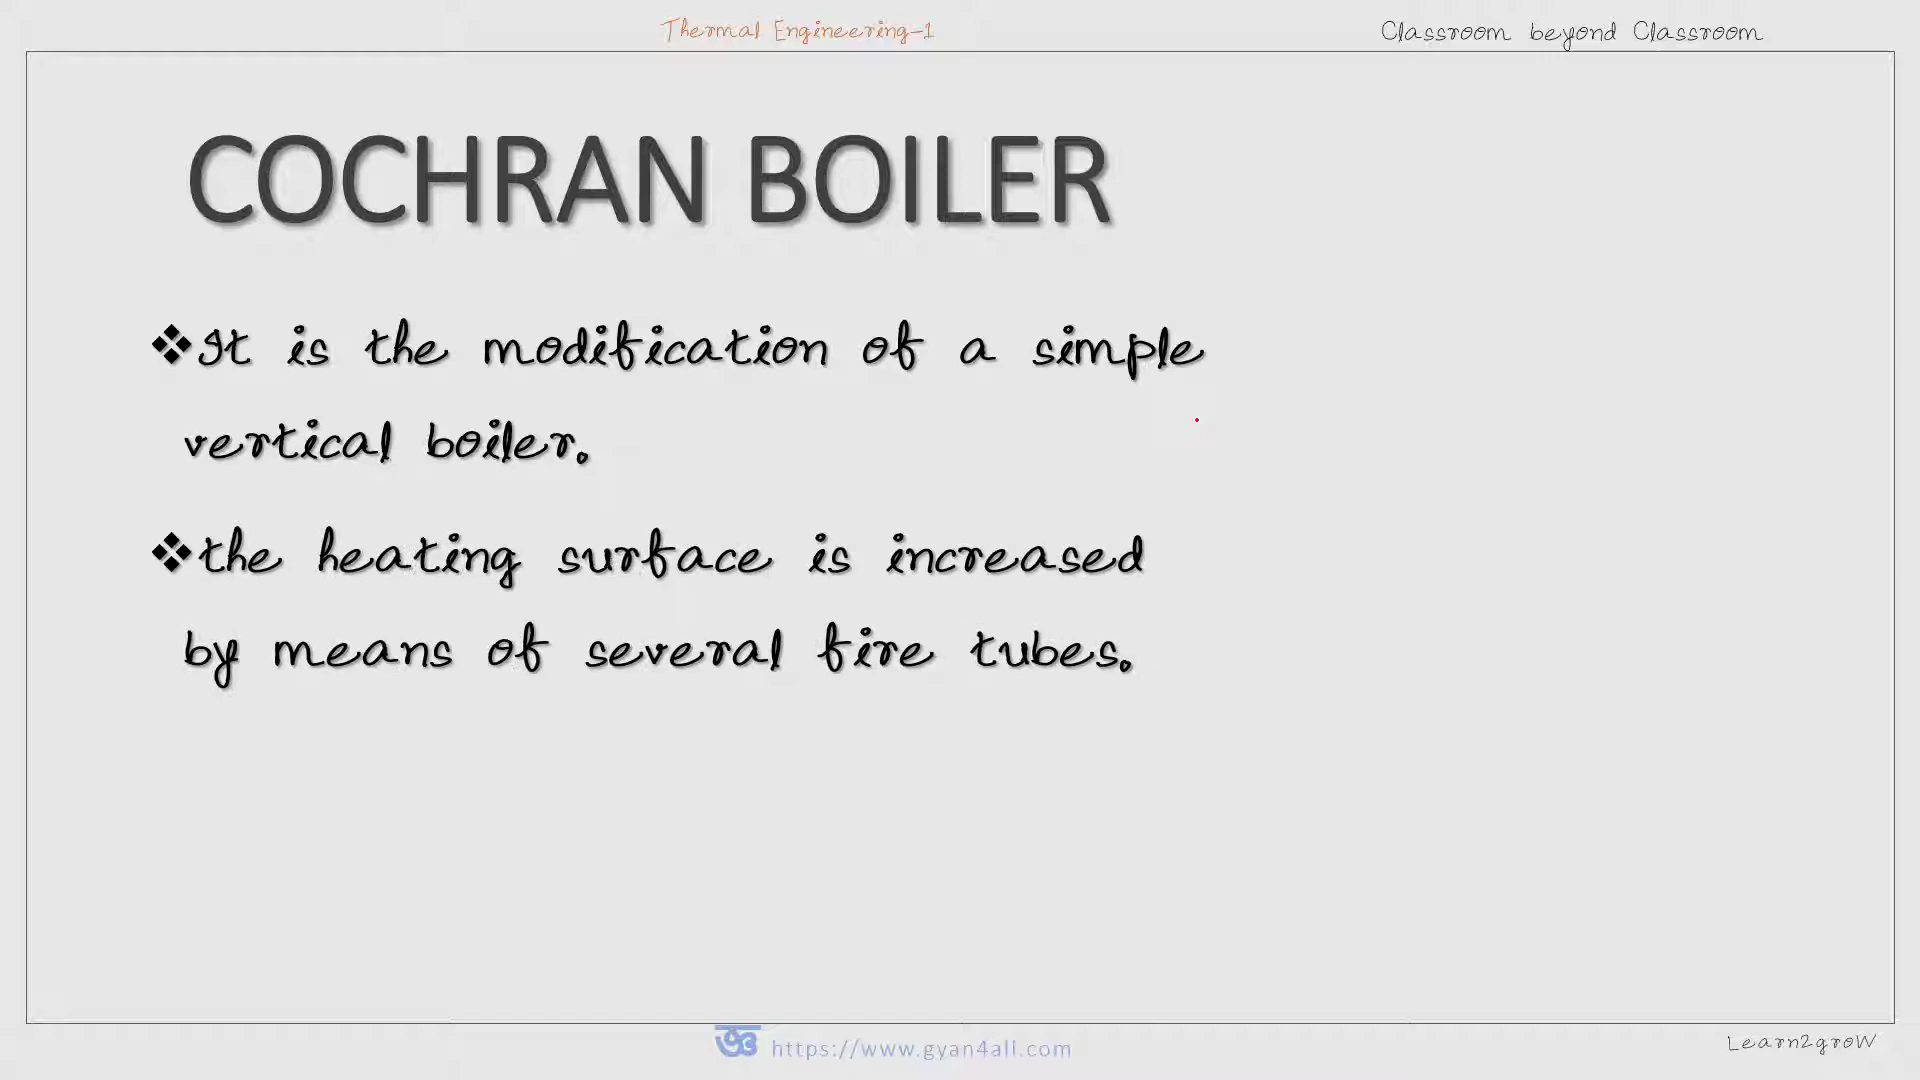 Thermal Engineering-1
Classroom beyond Classroom
COCHRAN BOILER
❖It is the modification of a simple
vertical boiler.
❖the heating surface is increased
by means of several fire tubes.
https://www.gyan4all.com
Learn2groW